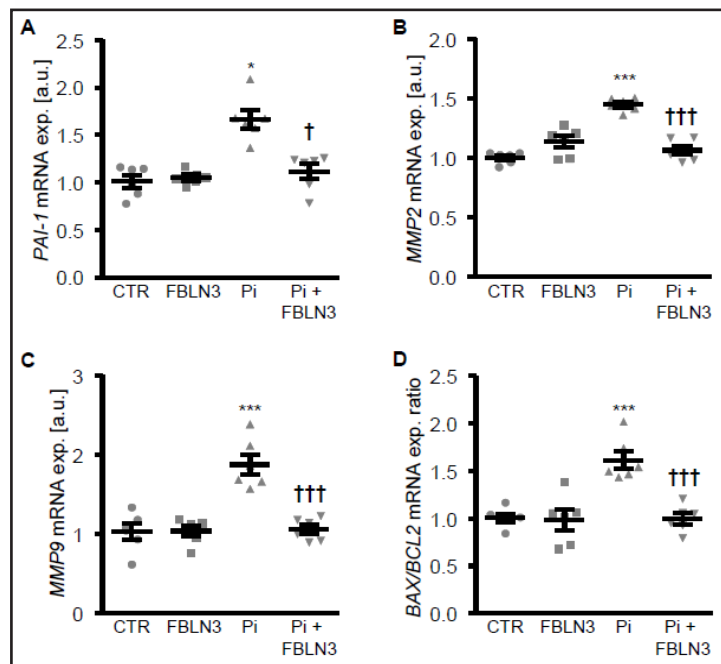 A
PAI-1 mRNA exp. [a.u.]
2.5
2.0
1.5
1.0
0.5
0.0
*
†
CTR FBLN3 Pi Pi +
FBLN3
B
MMP2 mRNA exp. [a.u.]
2.0
1.5
1.0
0.5
0.0
***
†††
CTR FBLN3 Pi Pi +
FBLN3
C
MMP9 mRNA exp. [a.u.]
3
2
1
0
***
†††
CTR FBLN3 Pi Pi +
FBLN3
D
BAX/BCL2 mRNA exp. ratio
2.5
2.0
1.5
1.0
0.5
0.0
***
†††
CTR FBLN3 Pi Pi +
FBLN3